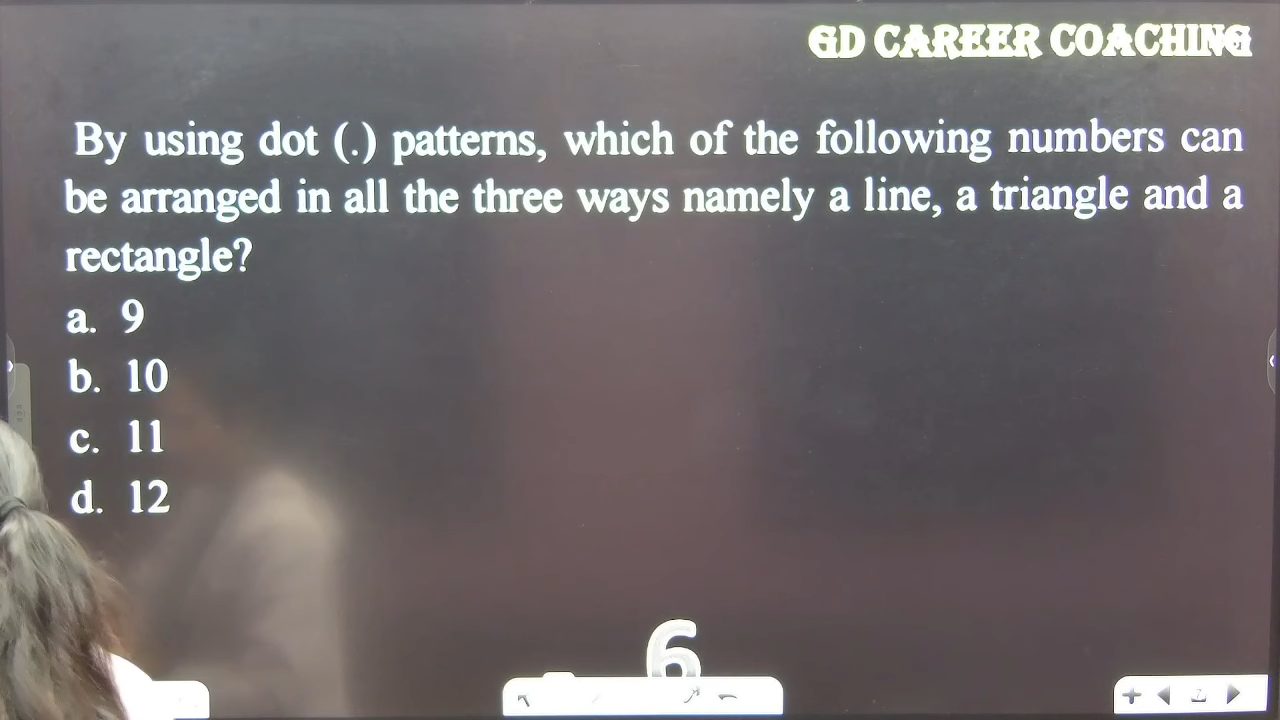 GD CAREER COACHING
By using dot (.) patterns, which of the following numbers can
be arranged in all the three ways namely a line, a triangle and a
rectangle?
a. 9
b. 10
c. 11
d. 12
6